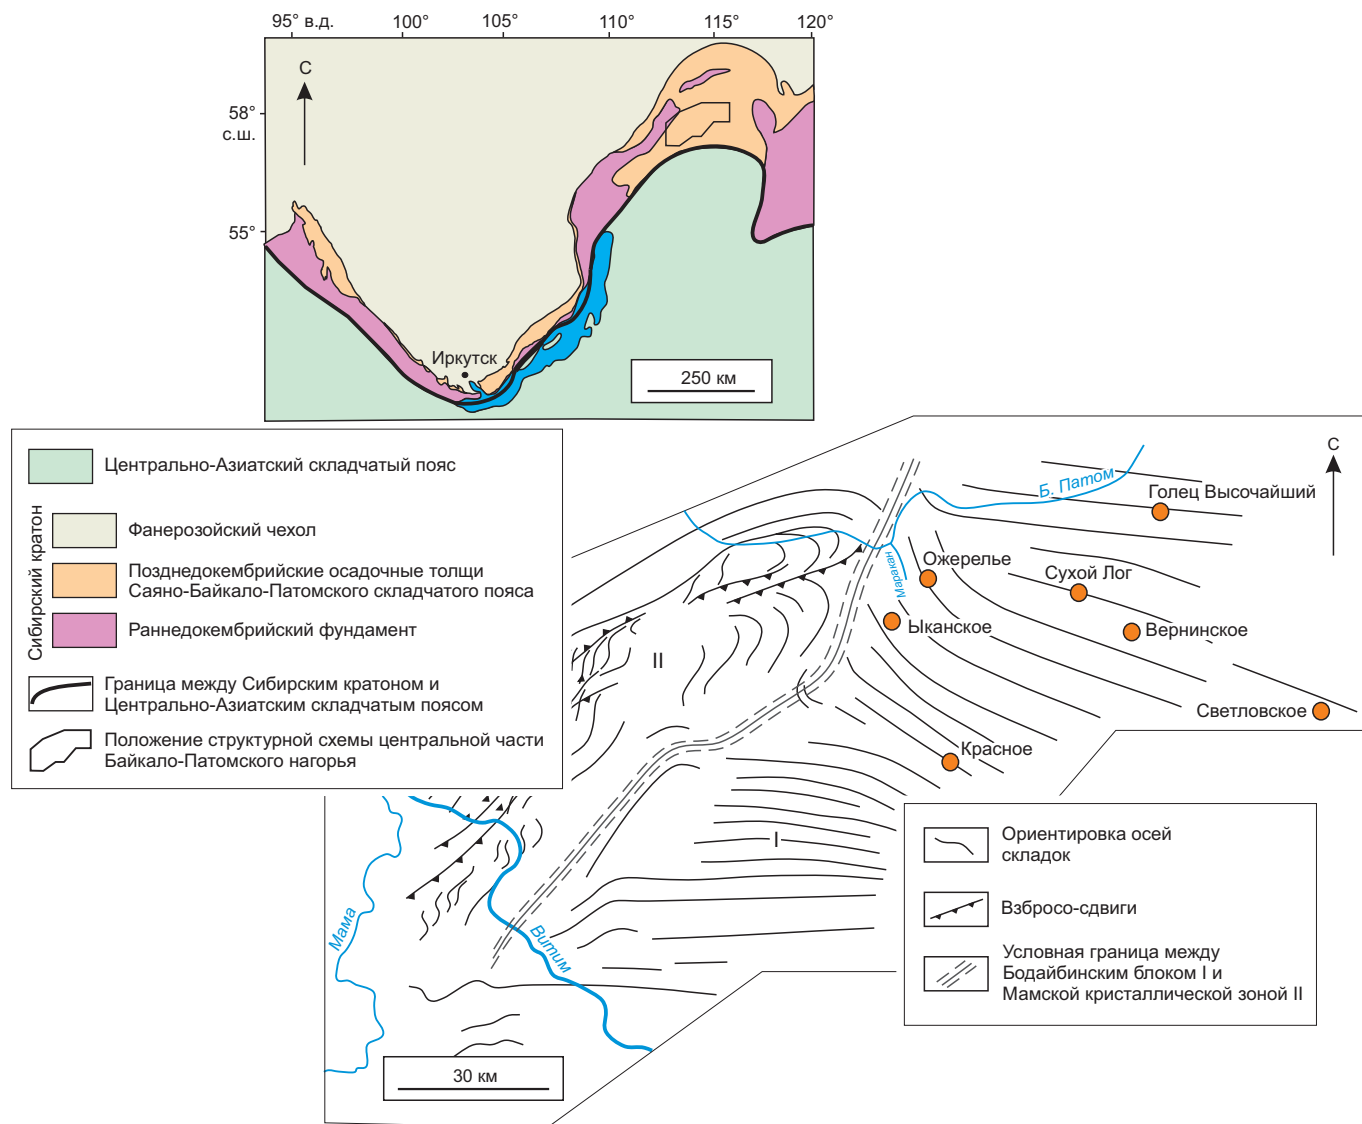 95° в.д.
100°
105°
110°
115°
120°
С
58°
с.ш.
55°
Иркутск
250 км
Центрально-Азиатский складчатый пояс
Сибирский кратон
Фанерозойский чехол
Позднедокембрийские осадочные толщи
Саяно-Байкало-Патомского складчатого пояса
Раннедокембрийский фундамент
Граница между Сибирским кратоном и
Центрально-Азиатским складчатым поясом
Положение структурной схемы центральной части
Байкало-Патомского нагорья
С
Б. Патом
Голец Высочайший
Маракан
Ожерелье
Сухой Лог
Ыканское
Вернинское
II
Светловское
Красное
I
Мама
Витим
30 км
Ориентировка осей
складок
Взбросо-сдвиги
Условная граница между
Бодайбинским блоком I и
Мамской кристаллической зоной II